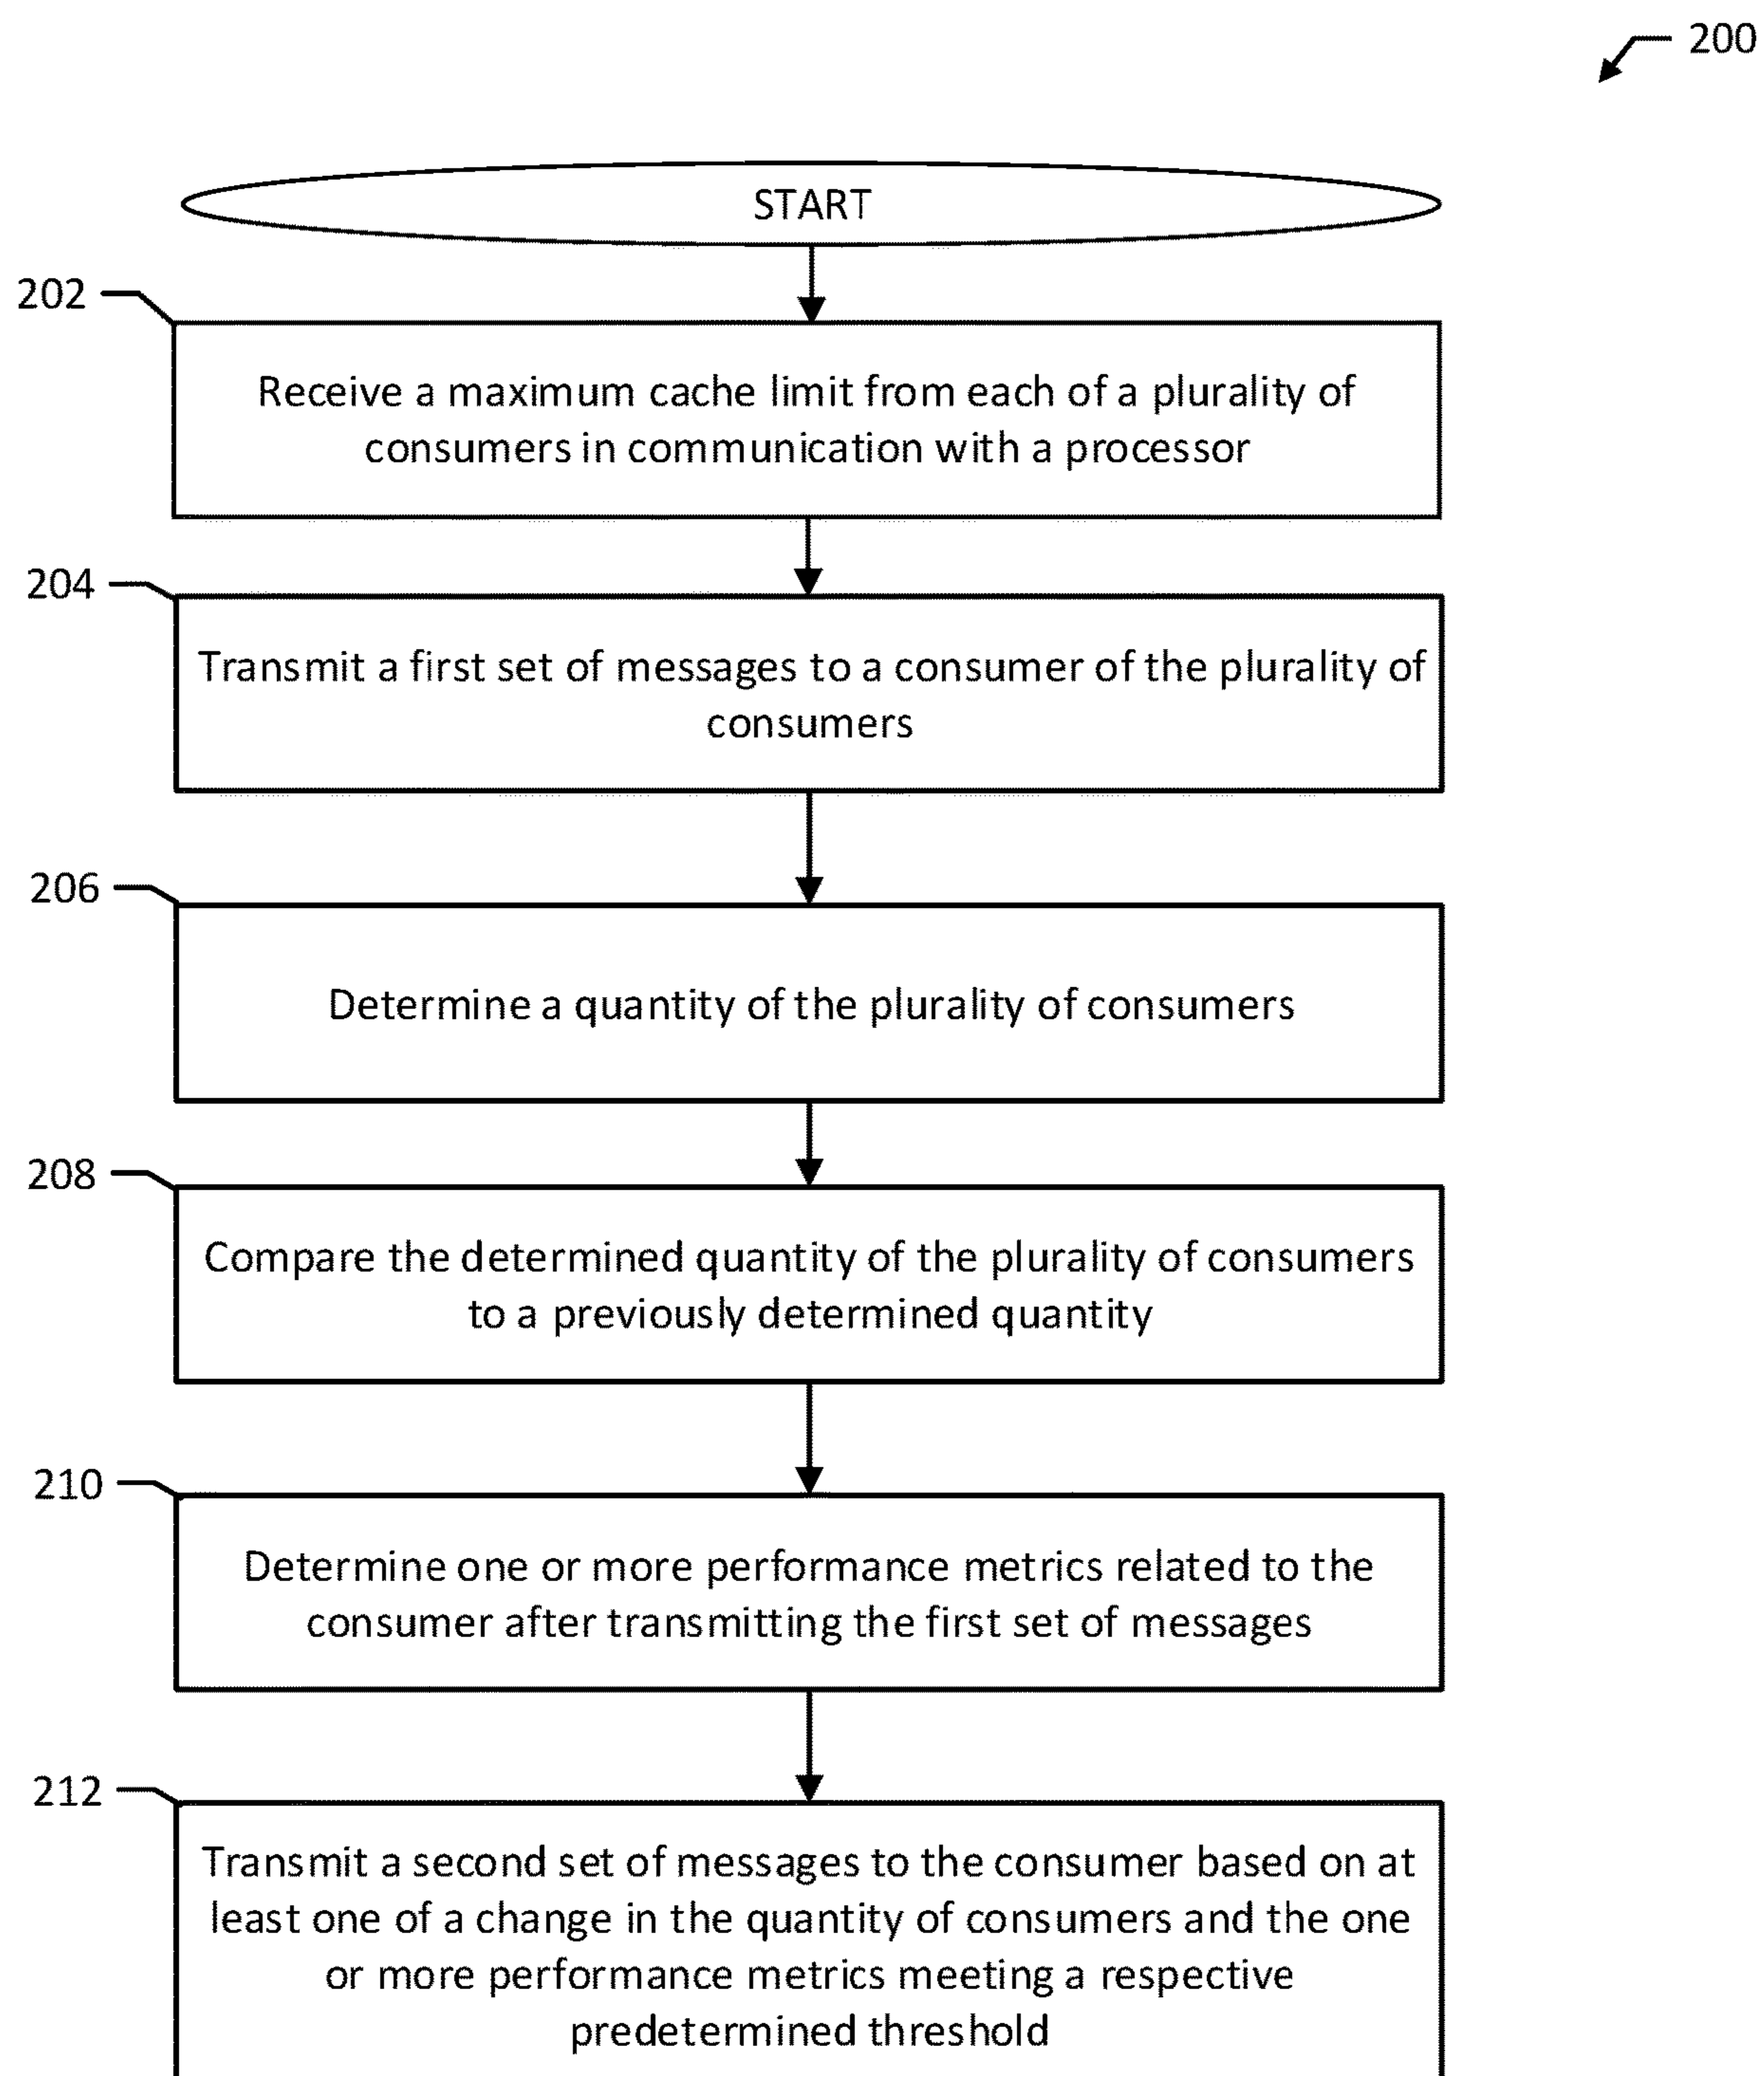 200
START
202
Receive a maximum cache limit from each of a plurality of
consumers in communication with a processor
204
Transmit a first set of messages to a consumer of the plurality of
consumers
206
Determine a quantity of the plurality of consumers
208
Compare the determined quantity of the plurality of consumers
to a previously determined quantity
210
Determine one or more performance metrics related to the
consumer after transmitting the first set of messages
212
Transmit a second set of messages to the consumer based on at
least one of a change in the quantity of consumers and the one
or more performance metrics meeting a respective
predetermined threshold